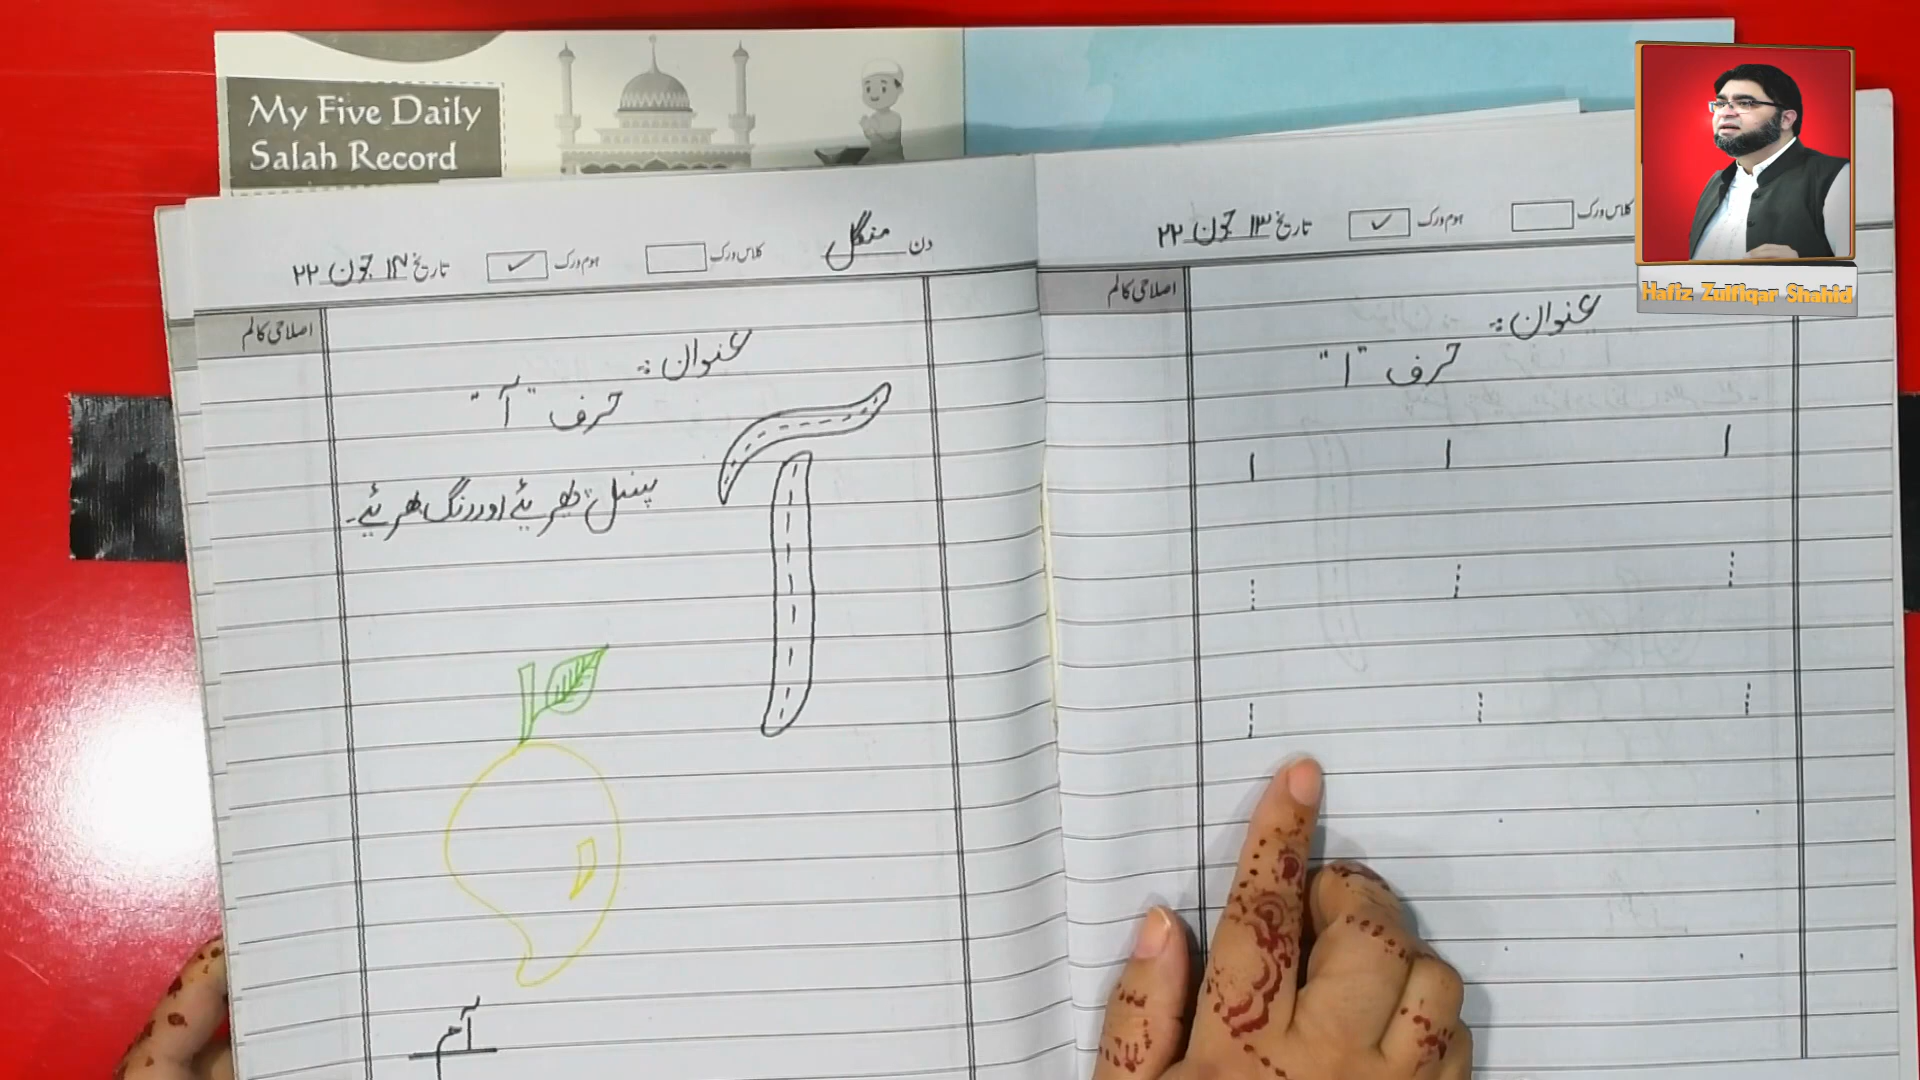 My Five Daily
Salah Record
کلاس ورک ہوم ورک ✓ تاریخ ۱۳ جون ۲۲
اصلاحی کالم
عنوان :-
حرف "ا"
ا ا ا
ا ا ا
ا ا ا
دن منگل کلاس ورک ہوم ورک ✓ تاریخ ۱۴ جون ۲۲
اصلاحی کالم
عنوان :-
حرف "آ"
آ
پنسل پھیریئے اور رنگ بھریئے۔
آم
Hafiz Zulfiqar Shahid